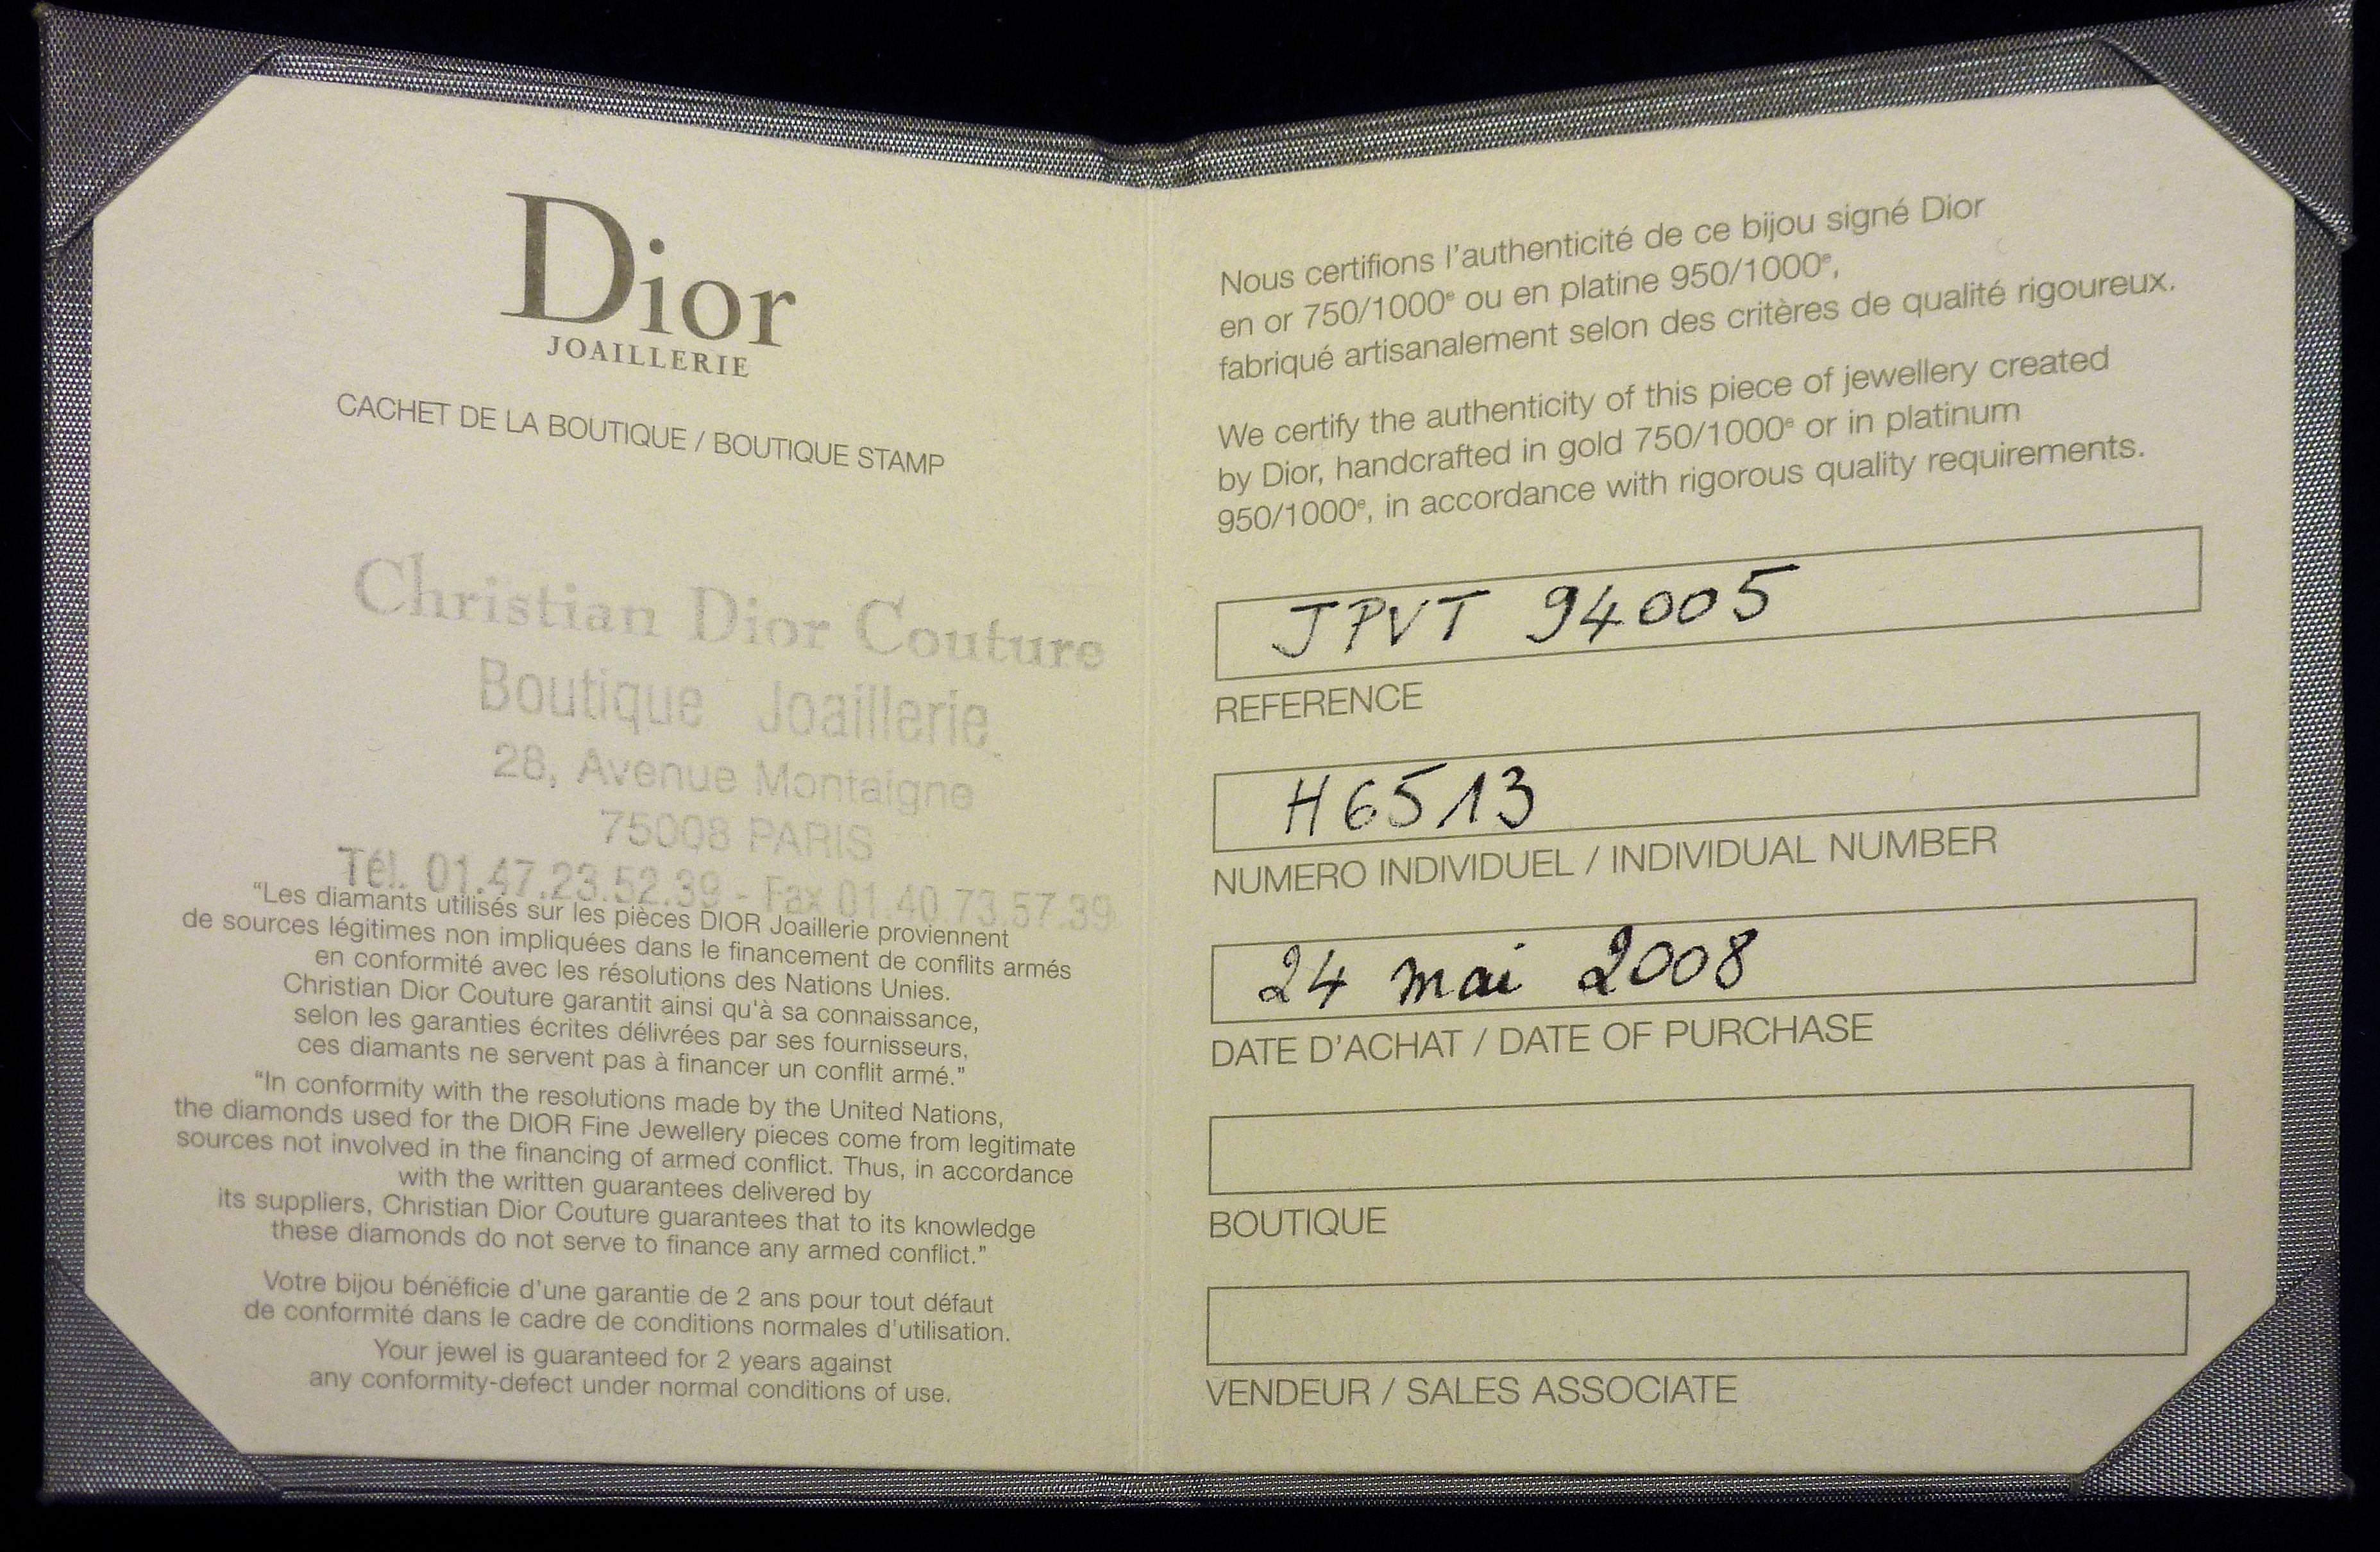 Dior
JOAILLERIE
CACHET DE LA BOUTIQUE / BOUTIQUE STAMP
Christian Dior Couture
Boutique Joaillerie
28, Avenue Montaigne
75008 PARIS
Tél. 01.47.23.52.39 - Fax 01.40.73.57.39
“Les diamants utilisés sur les pièces DIOR Joaillerie proviennent
de sources légitimes non impliquées dans le financement de conflits armés
en conformité avec les résolutions des Nations Unies.
Christian Dior Couture garantit ainsi qu'à sa connaissance,
selon les garanties écrites délivrées par ses fournisseurs,
ces diamants ne servent pas à financer un conflit armé.”
“In conformity with the resolutions made by the United Nations,
the diamonds used for the DIOR Fine Jewellery pieces come from legitimate
sources not involved in the financing of armed conflict. Thus, in accordance
with the written guarantees delivered by
its suppliers, Christian Dior Couture guarantees that to its knowledge
these diamonds do not serve to finance any armed conflict.”
Votre bijou bénéficie d'une garantie de 2 ans pour tout défaut
de conformité dans le cadre de conditions normales d'utilisation.
Your jewel is guaranteed for 2 years against
any conformity-defect under normal conditions of use.
Nous certifions l'authenticité de ce bijou signé Dior
en or 750/1000e ou en platine 950/1000e,
fabriqué artisanalement selon des critères de qualité rigoureux.
We certify the authenticity of this piece of jewellery created
by Dior, handcrafted in gold 750/1000e or in platinum
950/1000e, in accordance with rigorous quality requirements.
JPVT 94005
REFERENCE
H6513
NUMERO INDIVIDUEL / INDIVIDUAL NUMBER
24 mai 2008
DATE D'ACHAT / DATE OF PURCHASE
BOUTIQUE
VENDEUR / SALES ASSOCIATE